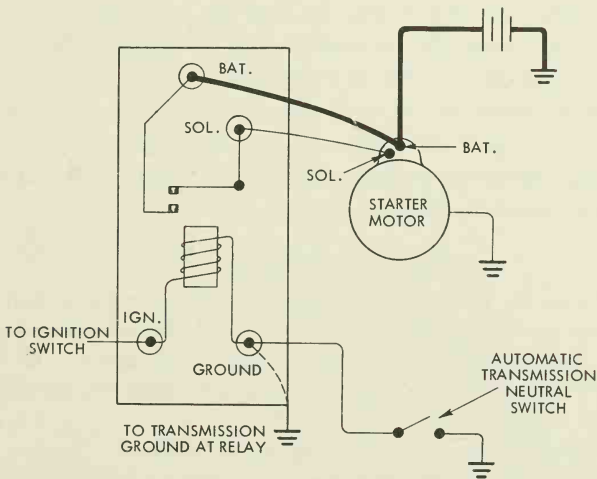 BAT.
SOL.
BAT.
SOL.
STARTER
MOTOR
IGN.
TO IGNITION
SWITCH
GROUND
AUTOMATIC
TRANSMISSION
NEUTRAL
SWITCH
TO TRANSMISSION
GROUND AT RELAY